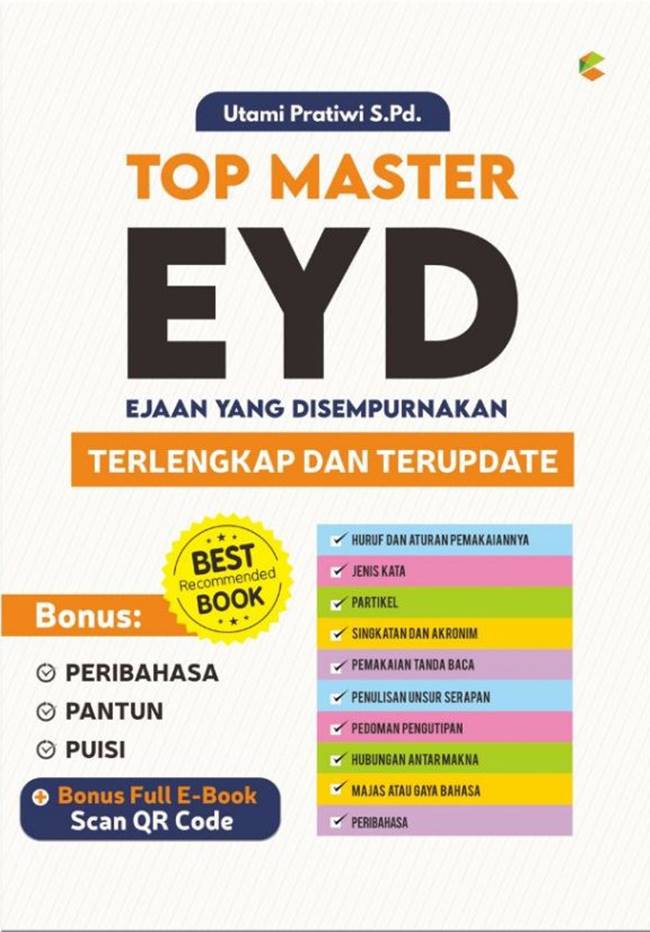 Utami Pratiwi S.Pd.
TOP MASTER
EYD
EJAAN YANG DISEMPURNAKAN
TERLENGKAP DAN TERUPDATE
BEST
Recommended
BOOK
Bonus:
PERIBAHASA
PANTUN
PUISI
Bonus Full E-Book
Scan QR Code
HURUF DAN ATURAN PEMAKAIANNYA
JENIS KATA
PARTIKEL
SINGKATAN DAN AKRONIM
PEMAKAIAN TANDA BACA
PENULISAN UNSUR SERAPAN
PEDOMAN PENGUTIPAN
HUBUNGAN ANTAR MAKNA
MAJAS ATAU GAYA BAHASA
PERIBAHASA